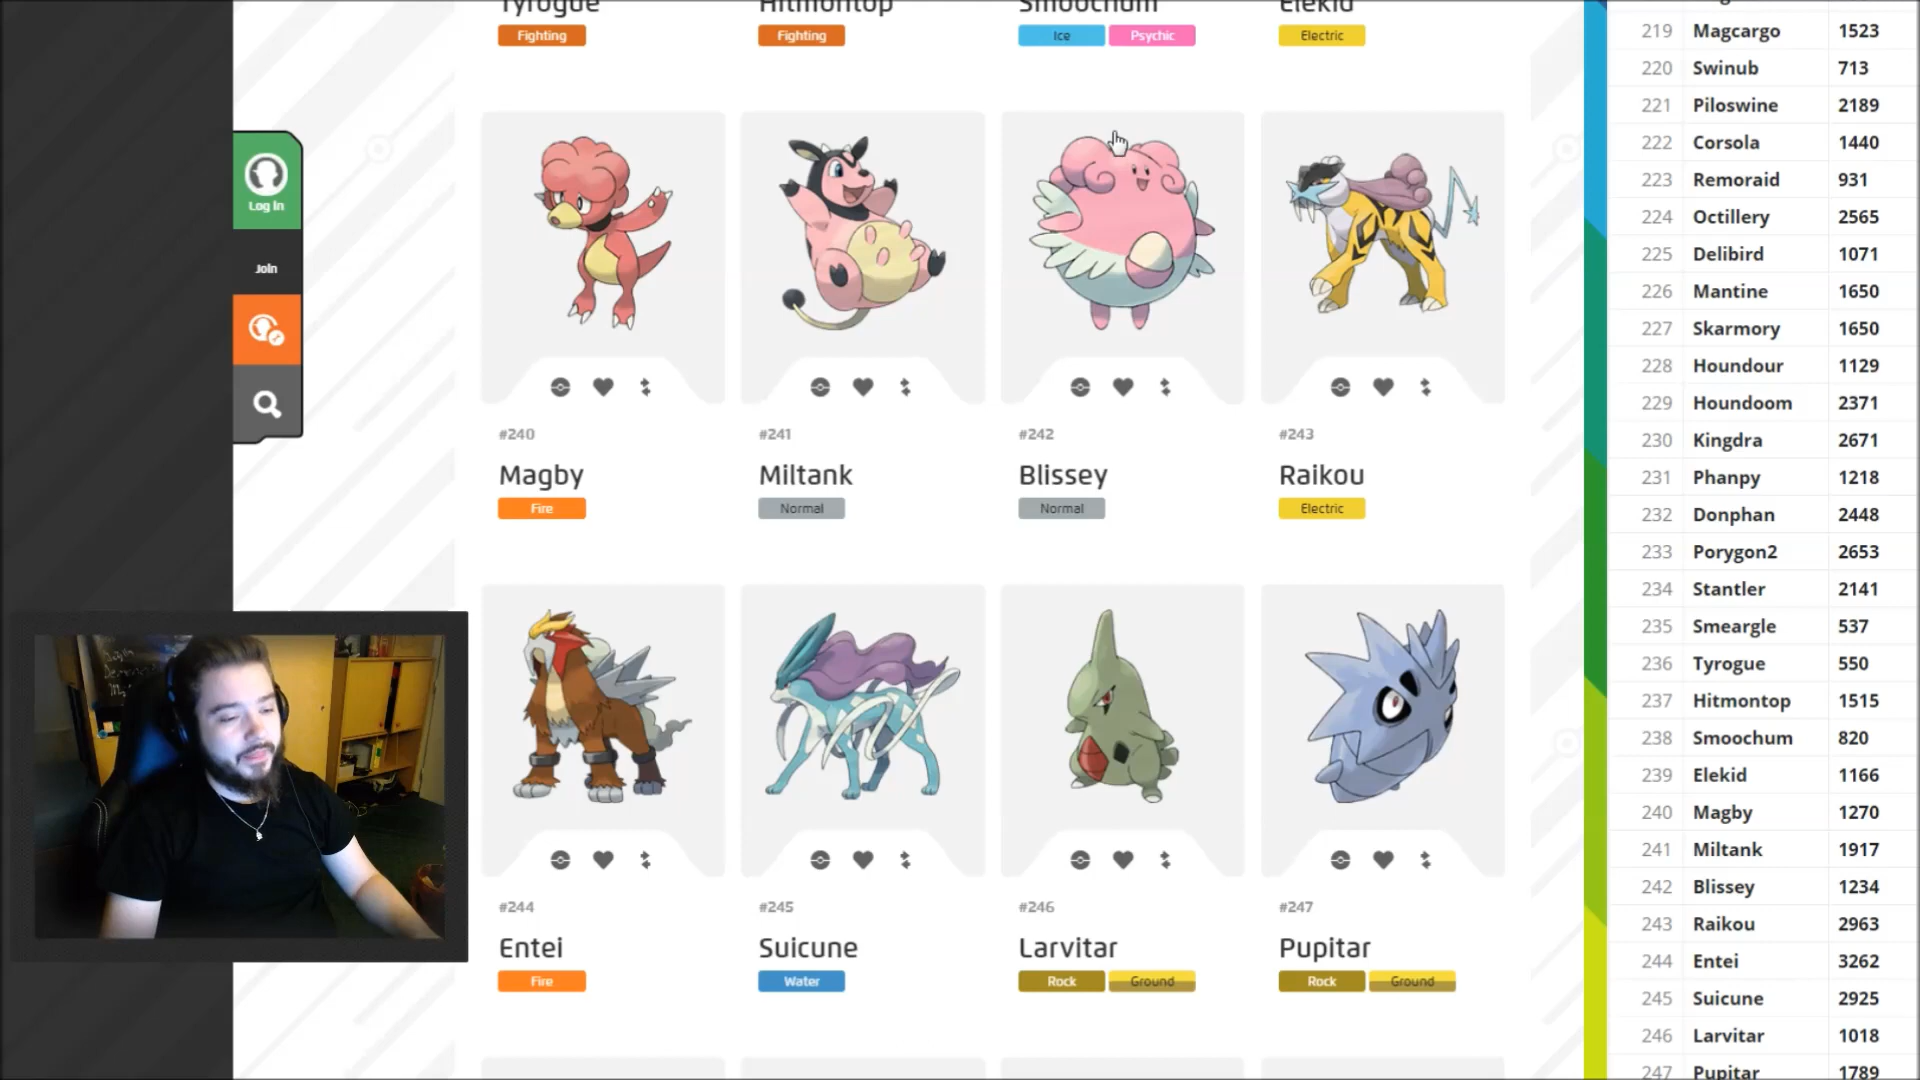 Tyrogue
Hitmontop
Smoochum
Elekid
Fighting
Fighting
Ice
Psychic
Electric
Log In
Join
#240
Magby
Fire
#241
Miltank
Normal
#242
Blissey
Normal
#243
Raikou
Electric
#244
Entei
Fire
#245
Suicune
Water
#246
Larvitar
Rock
Ground
#247
Pupitar
Rock
Ground
219 Magcargo 1523
220 Swinub 713
221 Piloswine 2189
222 Corsola 1440
223 Remoraid 931
224 Octillery 2565
225 Delibird 1071
226 Mantine 1650
227 Skarmory 1650
228 Houndour 1129
229 Houndoom 2371
230 Kingdra 2671
231 Phanpy 1218
232 Donphan 2448
233 Porygon2 2653
234 Stantler 2141
235 Smeargle 537
236 Tyrogue 550
237 Hitmontop 1515
238 Smoochum 820
239 Elekid 1166
240 Magby 1270
241 Miltank 1917
242 Blissey 1234
243 Raikou 2963
244 Entei 3262
245 Suicune 2925
246 Larvitar 1018
247 Pupitar 1789